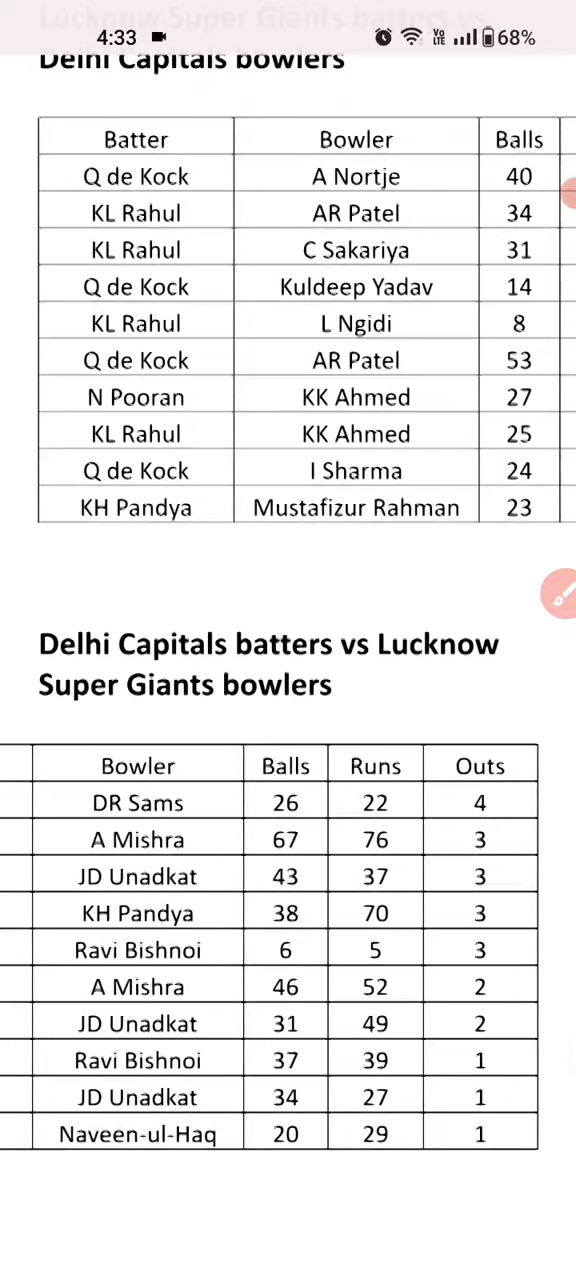 Lucknow Super Giants batters vs
4:33 68%
Delhi Capitals bowlers
Batter Bowler Balls
Q de Kock A Nortje 40
KL Rahul AR Patel 34
KL Rahul C Sakariya 31
Q de Kock Kuldeep Yadav 14
KL Rahul L Ngidi 8
Q de Kock AR Patel 53
N Pooran KK Ahmed 27
KL Rahul KK Ahmed 25
Q de Kock I Sharma 24
KH Pandya Mustafizur Rahman 23
Delhi Capitals batters vs Lucknow
Super Giants bowlers
Bowler Balls Runs Outs
DR Sams 26 22 4
A Mishra 67 76 3
JD Unadkat 43 37 3
KH Pandya 38 70 3
Ravi Bishnoi 6 5 3
A Mishra 46 52 2
JD Unadkat 31 49 2
Ravi Bishnoi 37 39 1
JD Unadkat 34 27 1
Naveen-ul-Haq 20 29 1